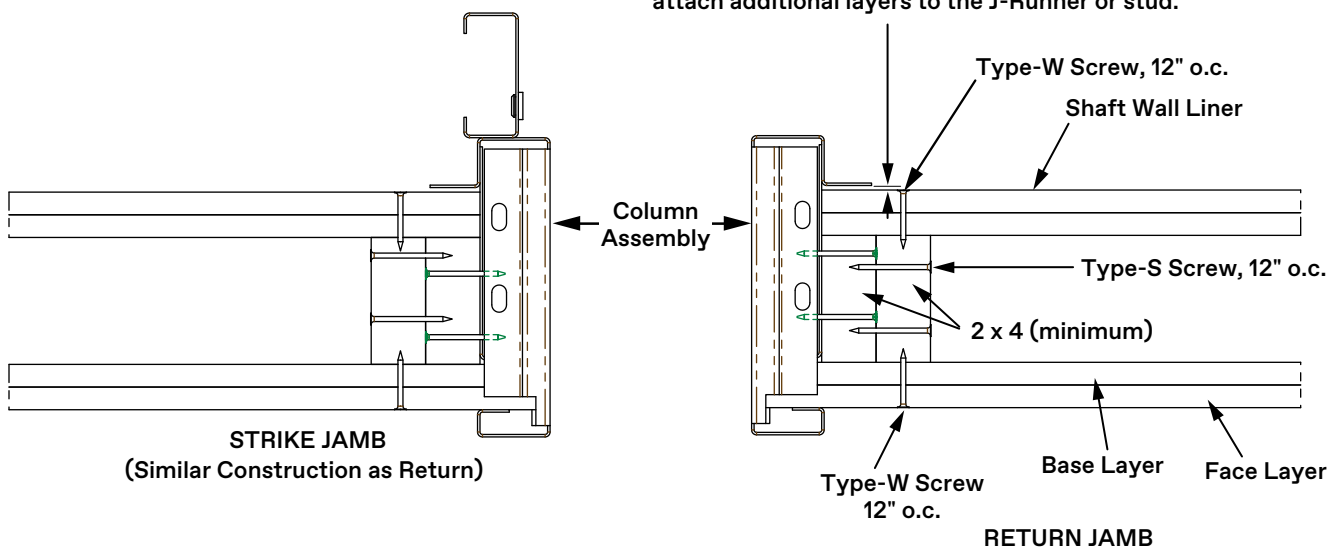 attach additional layers to the J-Runner or stud.
Type-W Screw, 12" o.c.
Shaft Wall Liner
Column
Assembly
Type-S Screw, 12" o.c.
2 x 4 (minimum)
STRIKE JAMB
(Similar Construction as Return)
Base Layer
Face Layer
Type-W Screw
12" o.c.
RETURN JAMB